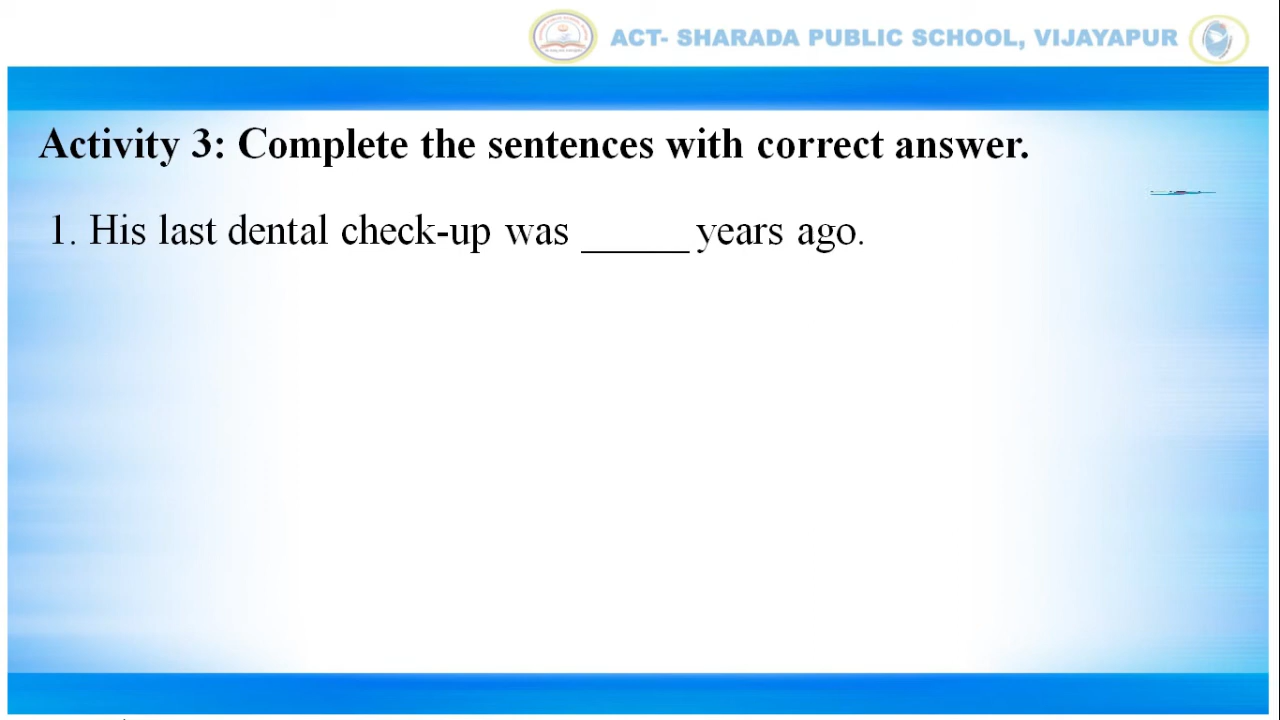 ACT- SHARADA PUBLIC SCHOOL, VIJAYAPUR
Activity 3: Complete the sentences with correct answer.
1. His last dental check-up was _____ years ago.